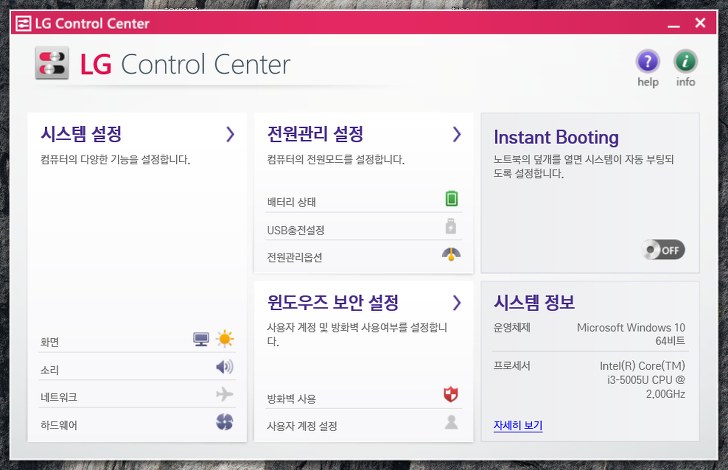 LG Control Center
LG Control Center
help
info
시스템 설정
컴퓨터의 다양한 기능을 설정합니다.
화면
소리
네트워크
하드웨어
전원관리 설정
컴퓨터의 전원모드를 설정합니다.
배터리 상태
USB충전설정
전원관리옵션
윈도우즈 보안 설정
사용자 계정 및 방화벽 사용여부를 설정합니
다.
방화벽 사용
사용자 계정 설정
Instant Booting
노트북의 덮개를 열면 시스템이 자동 부팅되
도록 설정합니다.
OFF
시스템 정보
운영체제
Microsoft Windows 10
64비트
프로세서
Intel(R) Core(TM)
i3-5005U CPU @
2,00GHz
자세히 보기